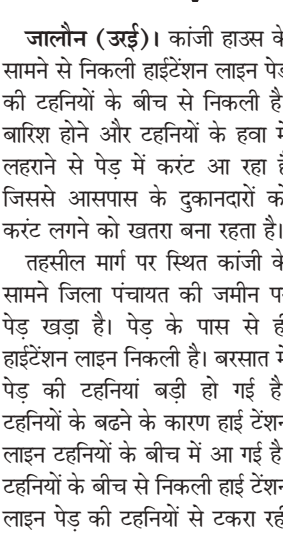 जालौन (उरई)। कांजी हाउस के
सामने से निकली हाईटेंशन लाइन पेड़
की टहनियों के बीच से निकली है
बारिश होने और टहनियों के हवा में
लहराने से पेड़ में करंट आ रहा है
जिससे आसपास के दुकानदारों को
करंट लगने को खतरा बना रहता है।
तहसील मार्ग पर स्थित कांजी के
सामने जिला पंचायत की जमीन पर
पेड़ खड़ा है। पेड़ के पास से ही
हाईटेंशन लाइन निकली है। बरसात में
पेड़ की टहनियां बड़ी हो गई है
टहनियों के बढने के कारण हाई टेंशन
लाइन टहनियों के बीच में आ गई है
टहनियों के बीच से निकली हाई टेंशन
लाइन पेड़ की टहनियों से टकरा रही